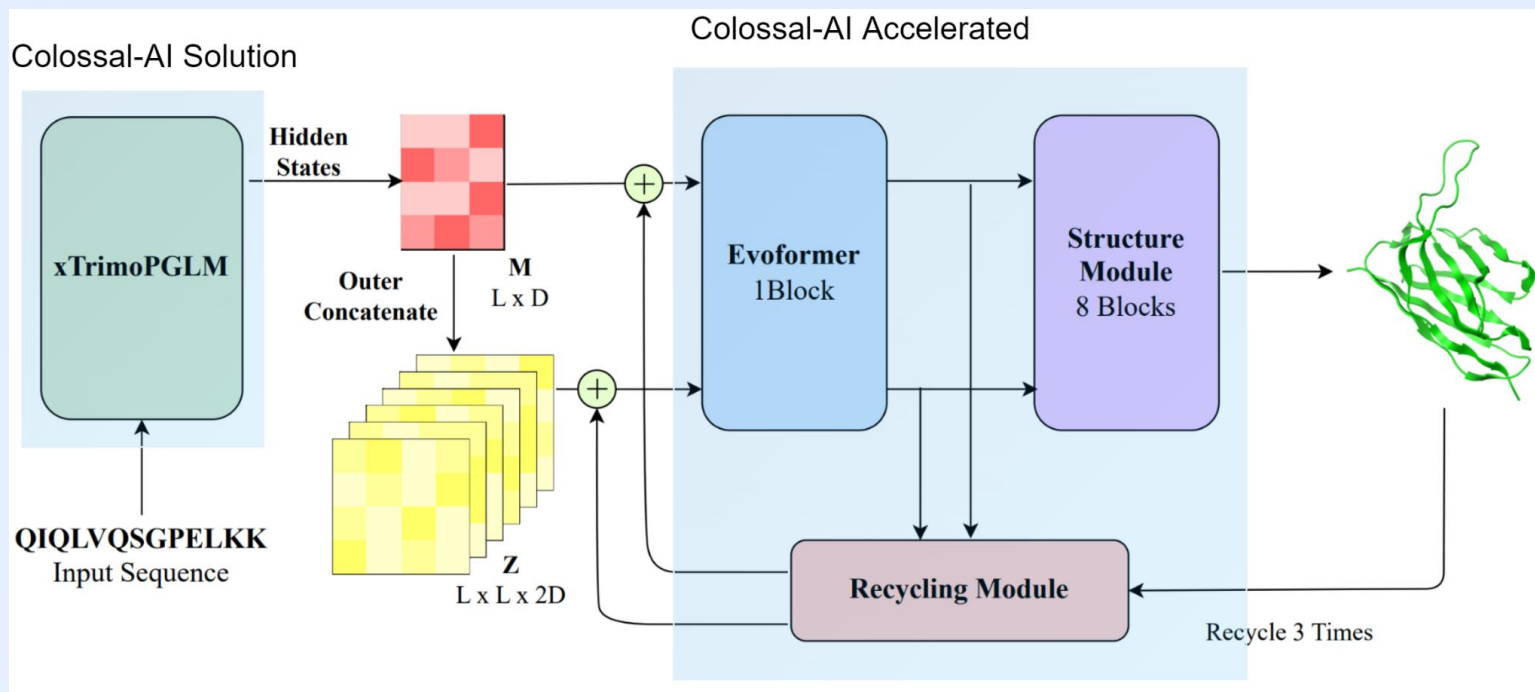 Colossal-AI Solution
Colossal-AI Accelerated
Hidden
States
xTrimoPGLM
M
L x D
Outer
Concatenate
Evoformer
1Block
Structure
Module
8 Blocks
QIQLVQSGPELKK
Input Sequence
Z
L x L x 2D
Recycling Module
Recycle 3 Times